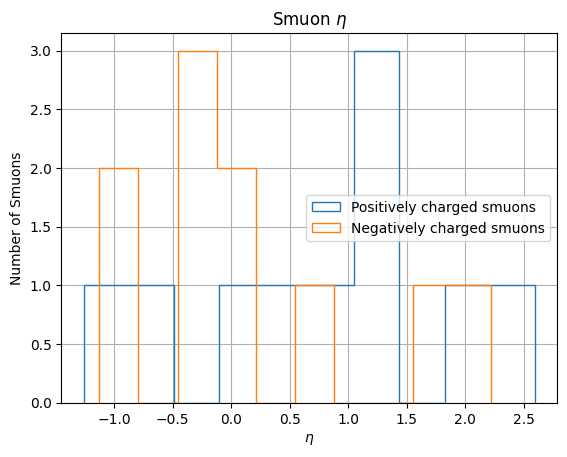 Smuon η
3.0
2.5
2.0
1.5
1.0
0.5
0.0
Number of Smuons
Positively charged smuons
Negatively charged smuons
−1.0 −0.5 0.0 0.5 1.0 1.5 2.0 2.5
η